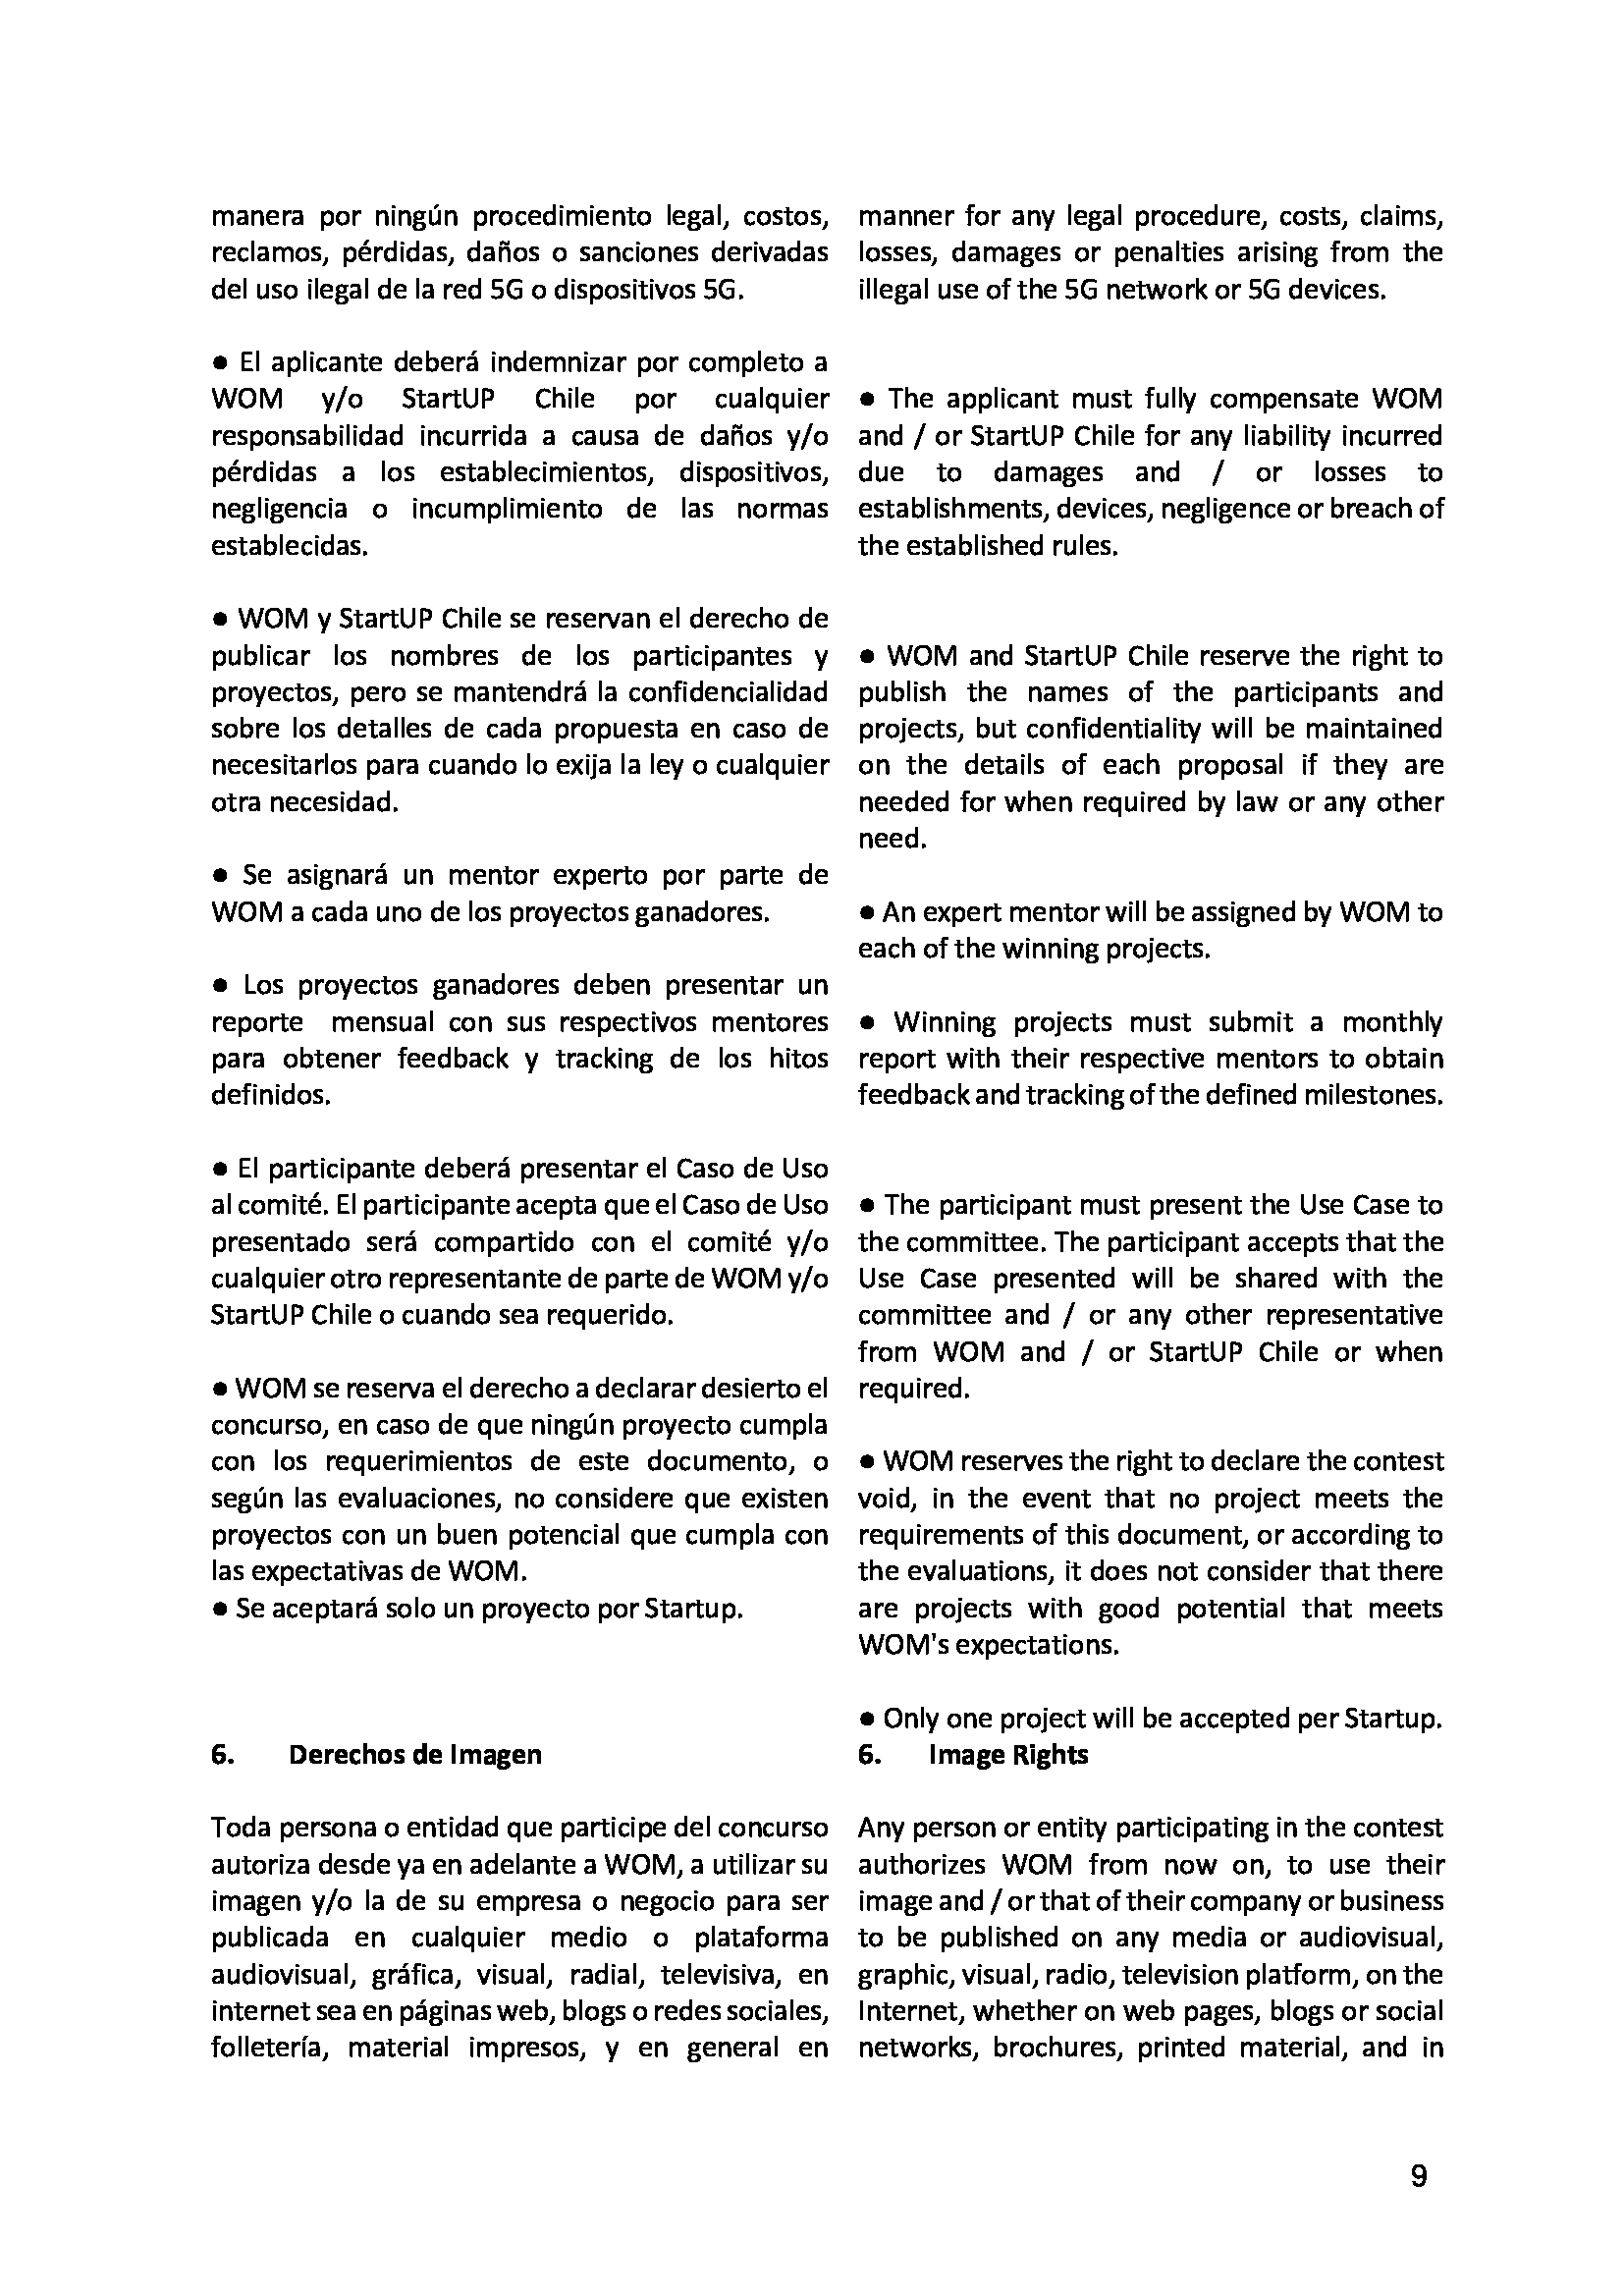 manera por ningún procedimiento legal, costos,
reclamos, pérdidas, daños o sanciones derivadas
del uso ilegal de la red 5G o dispositivos 5G.
● El aplicante deberá indemnizar por completo a
WOM y/o StartUP Chile por cualquier
responsabilidad incurrida a causa de daños y/o
pérdidas a los establecimientos, dispositivos,
negligencia o incumplimiento de las normas
establecidas.
● WOM y StartUP Chile se reservan el derecho de
publicar los nombres de los participantes y
proyectos, pero se mantendrá la confidencialidad
sobre los detalles de cada propuesta en caso de
necesitarlos para cuando lo exija la ley o cualquier
otra necesidad.
● Se asignará un mentor experto por parte de
WOM a cada uno de los proyectos ganadores.
● Los proyectos ganadores deben presentar un
reporte mensual con sus respectivos mentores
para obtener feedback y tracking de los hitos
definidos.
● El participante deberá presentar el Caso de Uso
al comité. El participante acepta que el Caso de Uso
presentado será compartido con el comité y/o
cualquier otro representante de parte de WOM y/o
StartUP Chile o cuando sea requerido.
● WOM se reserva el derecho a declarar desierto el
concurso, en caso de que ningún proyecto cumpla
con los requerimientos de este documento, o
según las evaluaciones, no considere que existen
proyectos con un buen potencial que cumpla con
las expectativas de WOM.
● Se aceptará solo un proyecto por Startup.
6. Derechos de Imagen
Toda persona o entidad que participe del concurso
autoriza desde ya en adelante a WOM, a utilizar su
imagen y/o la de su empresa o negocio para ser
publicada en cualquier medio o plataforma
audiovisual, gráfica, visual, radial, televisiva, en
internet sea en páginas web, blogs o redes sociales,
folletería, material impresos, y en general en
manner for any legal procedure, costs, claims,
losses, damages or penalties arising from the
illegal use of the 5G network or 5G devices.
● The applicant must fully compensate WOM
and / or StartUP Chile for any liability incurred
due to damages and / or losses to
establishments, devices, negligence or breach of
the established rules.
● WOM and StartUP Chile reserve the right to
publish the names of the participants and
projects, but confidentiality will be maintained
on the details of each proposal if they are
needed for when required by law or any other
need.
● An expert mentor will be assigned by WOM to
each of the winning projects.
● Winning projects must submit a monthly
report with their respective mentors to obtain
feedback and tracking of the defined milestones.
● The participant must present the Use Case to
the committee. The participant accepts that the
Use Case presented will be shared with the
committee and / or any other representative
from WOM and / or StartUP Chile or when
required.
● WOM reserves the right to declare the contest
void, in the event that no project meets the
requirements of this document, or according to
the evaluations, it does not consider that there
are projects with good potential that meets
WOM's expectations.
● Only one project will be accepted per Startup.
6. Image Rights
Any person or entity participating in the contest
authorizes WOM from now on, to use their
image and / or that of their company or business
to be published on any media or audiovisual,
graphic, visual, radio, television platform, on the
Internet, whether on web pages, blogs or social
networks, brochures, printed material, and in
9